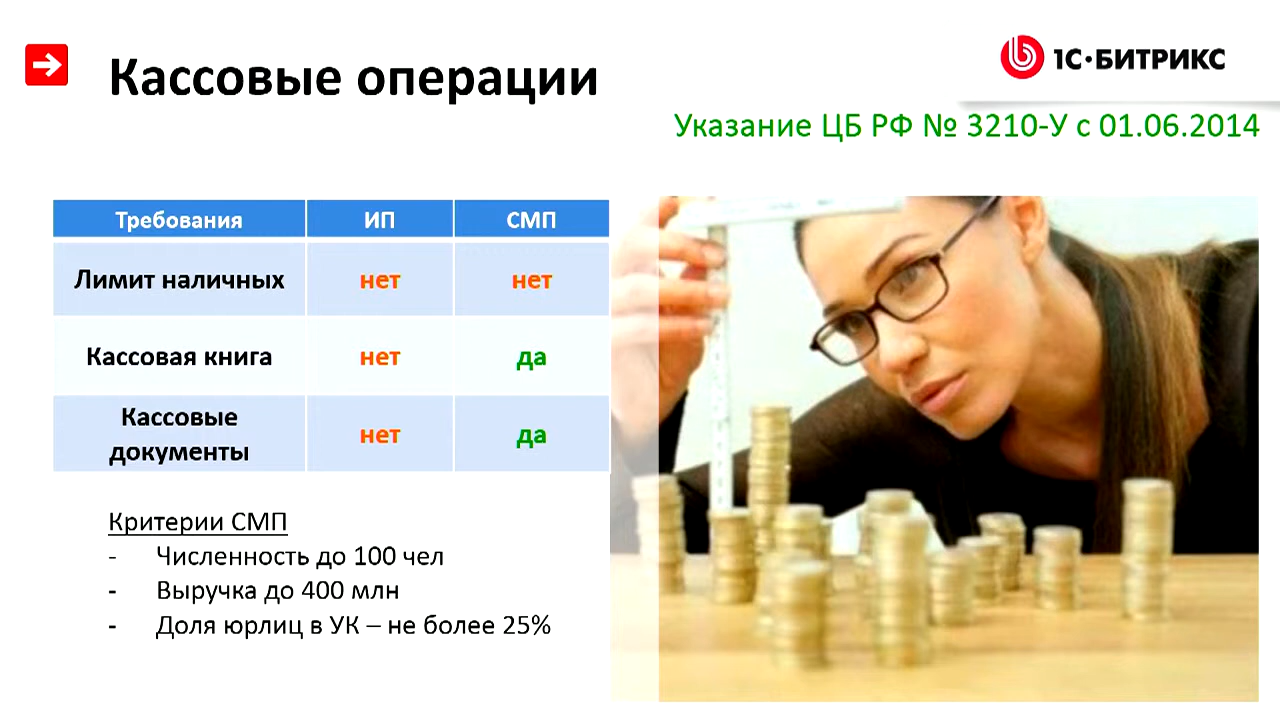 Кассовые операции
1С•БИТРИКС
Указание ЦБ РФ № 3210-У с 01.06.2014
Требования ИП СМП
Лимит наличных нет нет
Кассовая книга нет да
Кассовые
документы нет да
Критерии СМП
- Численность до 100 чел
- Выручка до 400 млн
- Доля юрлиц в УК – не более 25%